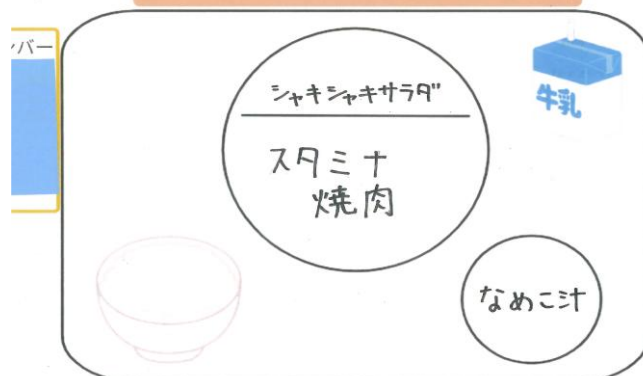 ンバー
シャキシャキサラダ
牛乳
スタミナ
焼肉
なめこ汁